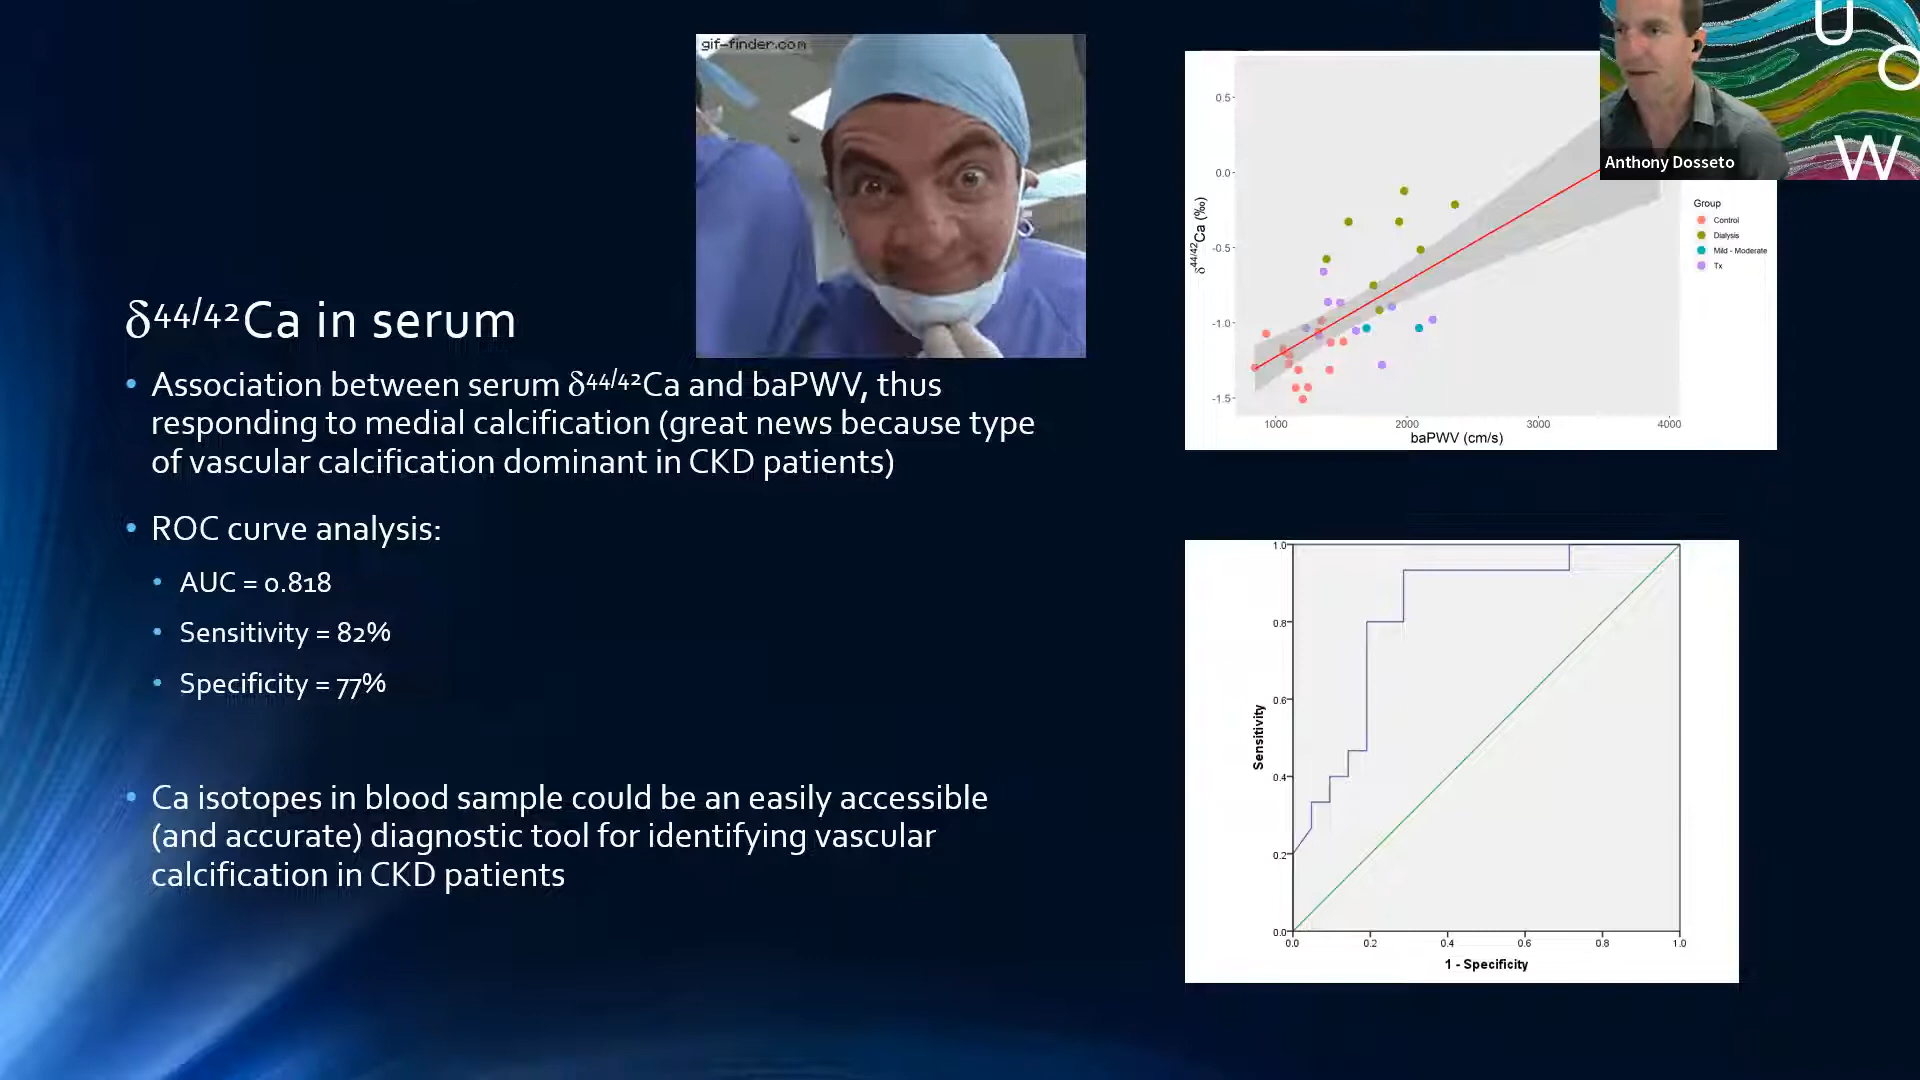 gif-finder.com
δ44/42Ca in serum
Association between serum δ44/42Ca and baPWV, thus
responding to medial calcification (great news because type
of vascular calcification dominant in CKD patients)
ROC curve analysis:
AUC = 0.818
Sensitivity = 82%
Specificity = 77%
Ca isotopes in blood sample could be an easily accessible
(and accurate) diagnostic tool for identifying vascular
calcification in CKD patients
0.5
0.0
-0.5
-1.0
-1.5
δ44/42Ca (‰)
1000 2000 3000 4000
baPWV (cm/s)
Group
Control
Dialysis
Mild - Moderate
Tx
U
O
W
Anthony Dosseto
1.0
0.8
0.6
0.4
0.2
0.0
Sensitivity
0.0 0.2 0.4 0.6 0.8 1.0
1 - Specificity